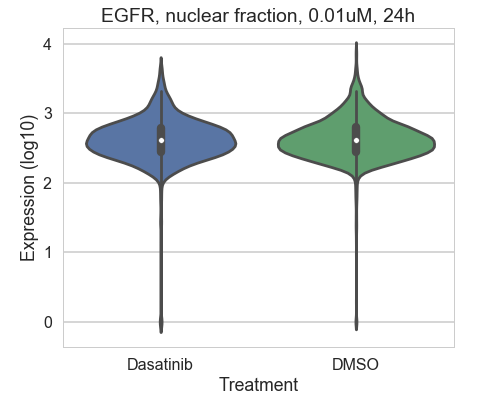 EGFR, nuclear fraction, 0.01uM, 24h
Expression (log10)
4
3
2
1
0
Dasatinib DMSO
Treatment